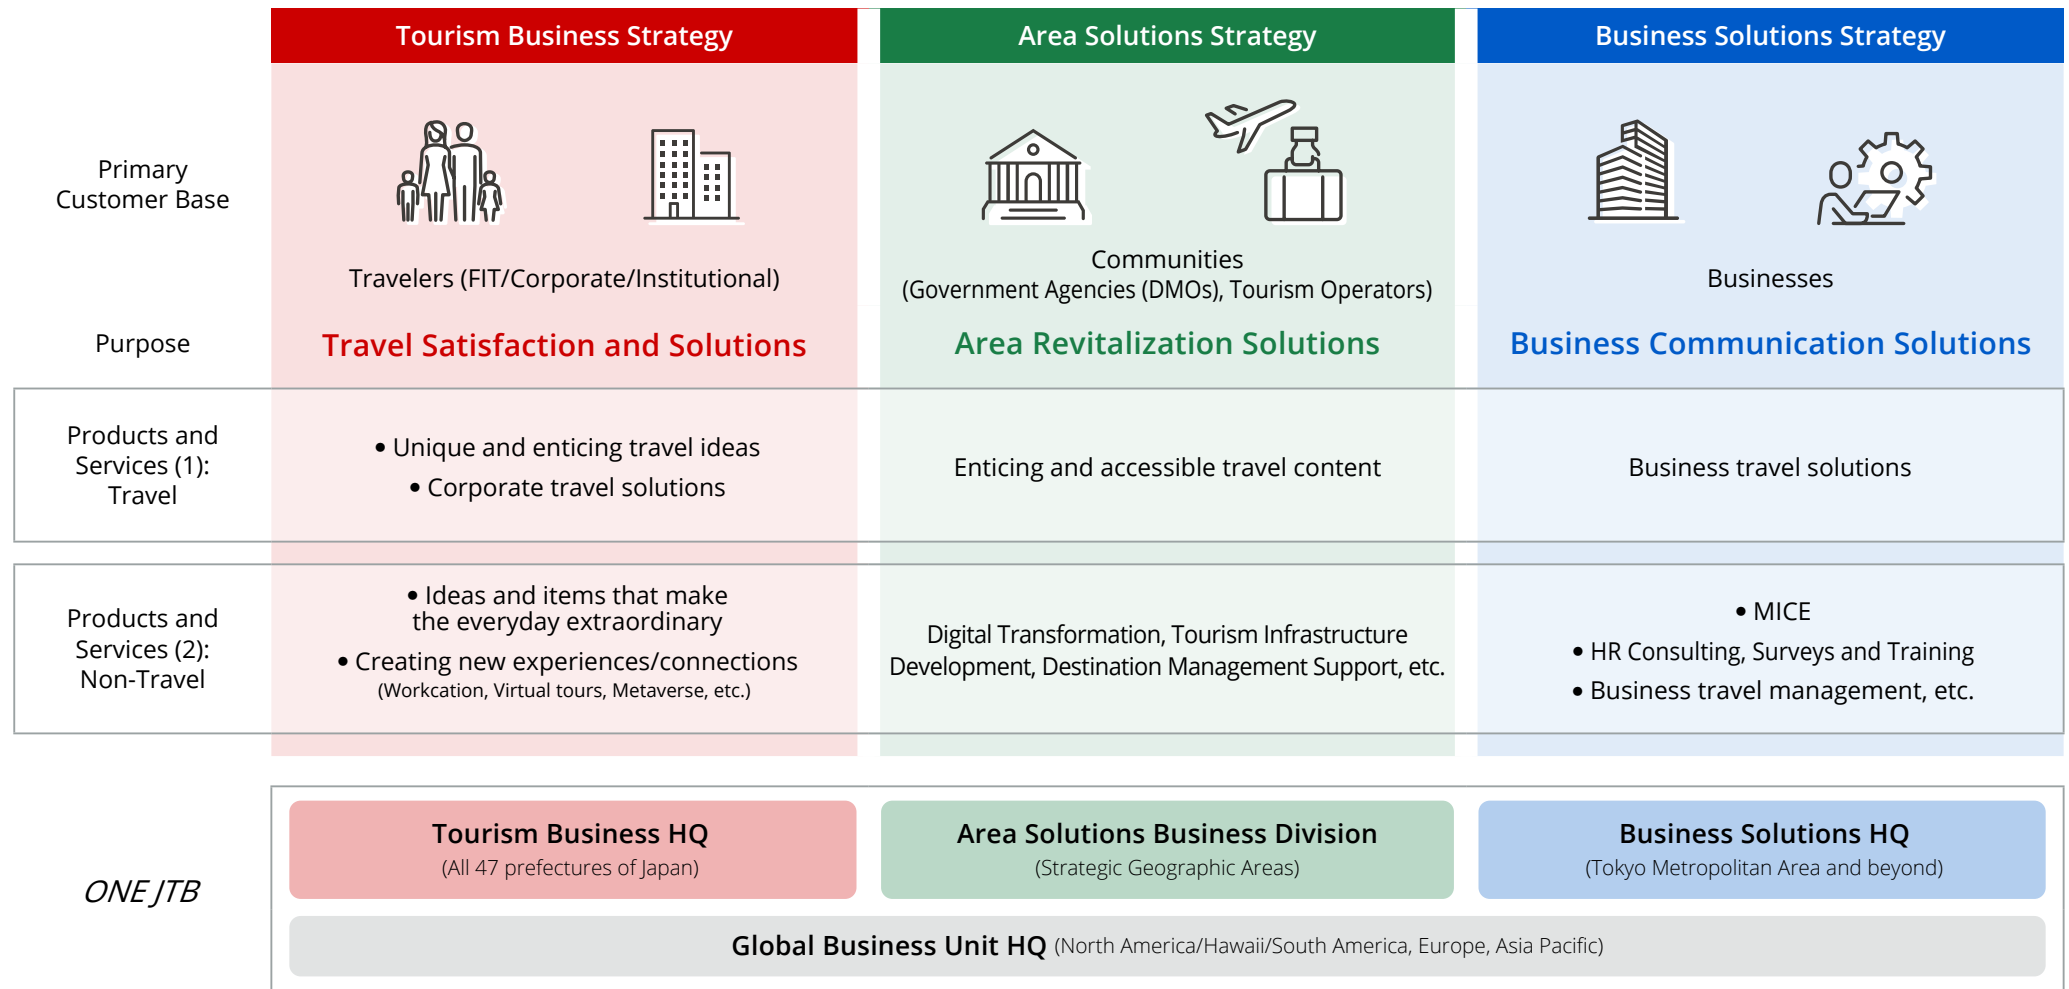 Tourism Business Strategy
Area Solutions Strategy
Business Solutions Strategy
Primary
Customer Base
Travelers (FIT/Corporate/Institutional)
Communities
(Government Agencies (DMOs), Tourism Operators)
Businesses
Purpose
Travel Satisfaction and Solutions
Area Revitalization Solutions
Business Communication Solutions
Products and
Services (1):
Travel
• Unique and enticing travel ideas
• Corporate travel solutions
Enticing and accessible travel content
Business travel solutions
Products and
Services (2):
Non-Travel
• Ideas and items that make
the everyday extraordinary
• Creating new experiences/connections
(Workcation, Virtual tours, Metaverse, etc.)
Digital Transformation, Tourism Infrastructure
Development, Destination Management Support, etc.
• MICE
• HR Consulting, Surveys and Training
• Business travel management, etc.
ONE JTB
Tourism Business HQ
(All 47 prefectures of Japan)
Area Solutions Business Division
(Strategic Geographic Areas)
Business Solutions HQ
(Tokyo Metropolitan Area and beyond)
Global Business Unit HQ (North America/Hawaii/South America, Europe, Asia Pacific)